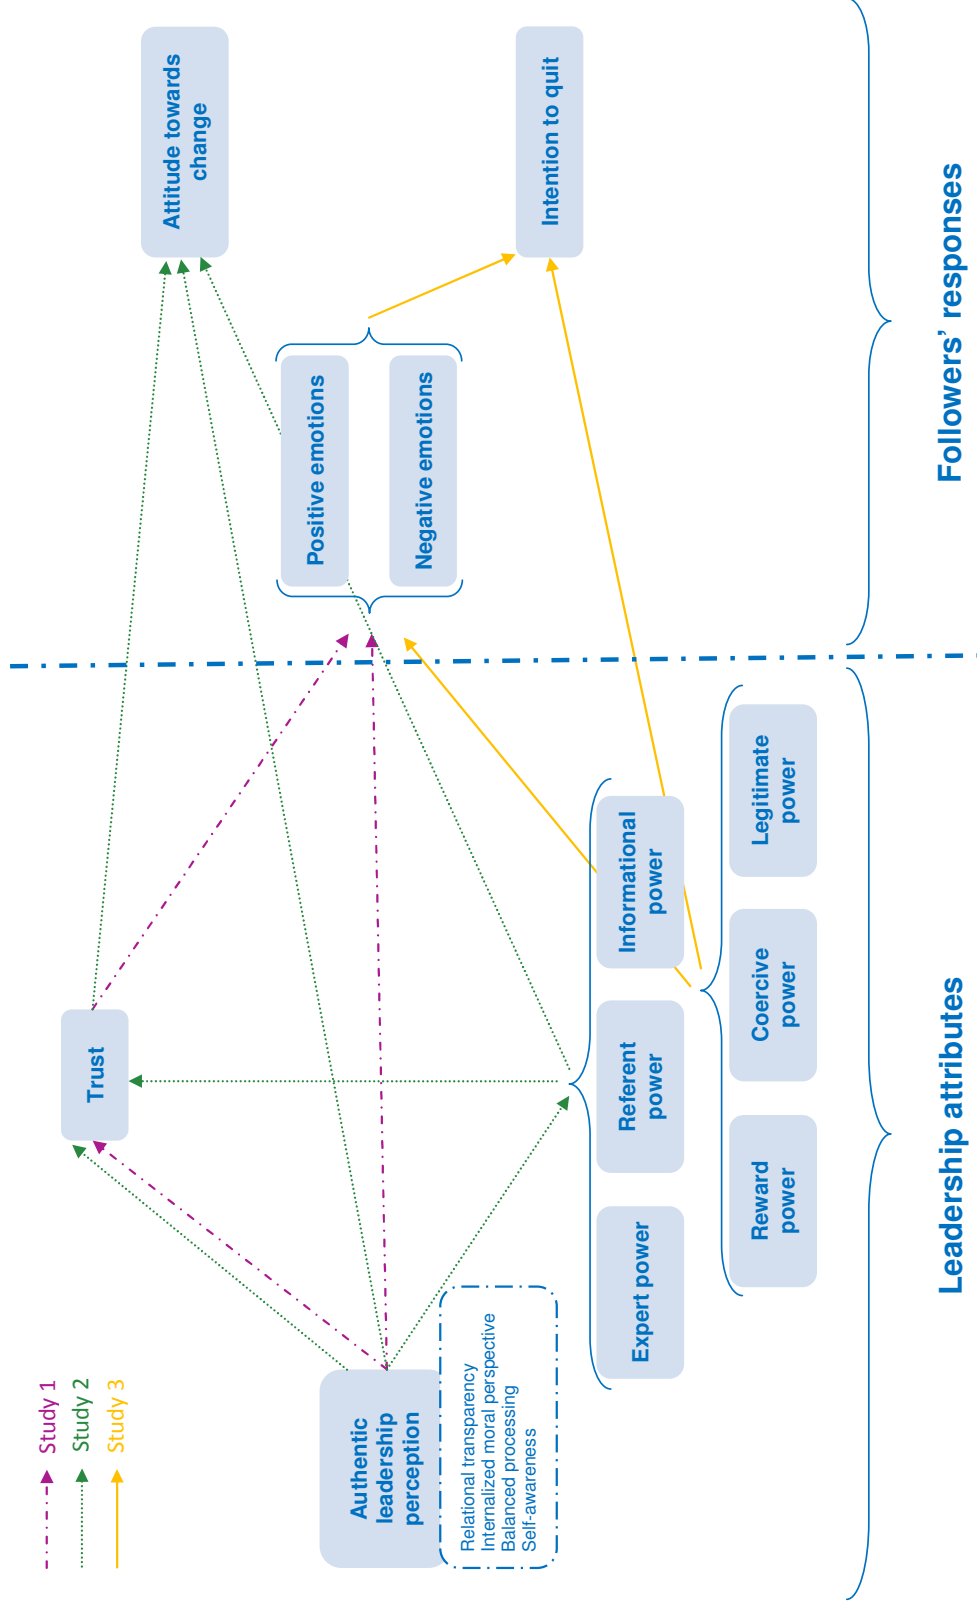 Study 1
Study 2
Study 3
Trust
Attitude towards
change
Authentic
leadership
perception
Relational transparency
Internalized moral perspective
Balanced processing
Self-awareness
Positive emotions
Negative emotions
Intention to quit
Expert power
Referent
power
Informational
power
Reward
power
Coercive
power
Legitimate
power
Leadership attributes
Followers’ responses